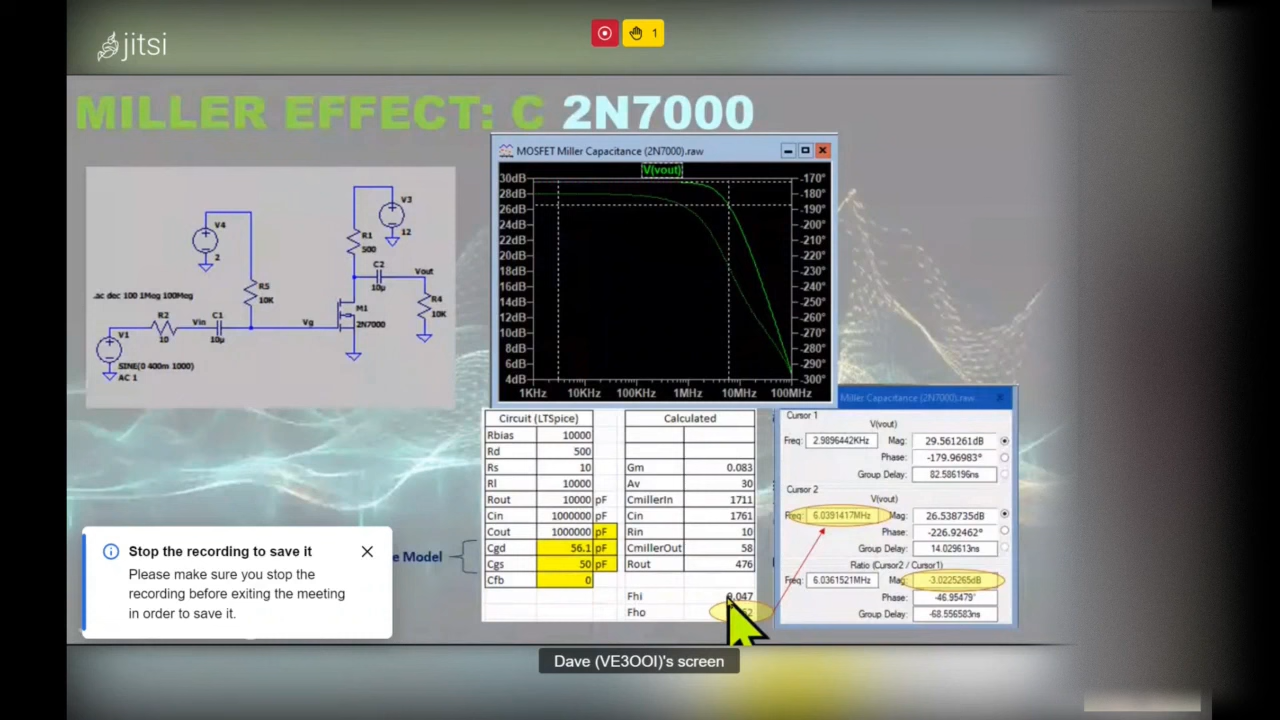 jitsi
1
MILLER EFFECT: C 2N7000
MOSFET Miller Capacitance (2N7000).raw
V(vout)
30dB -170°
28dB -180°
26dB -190°
24dB -200°
22dB -210°
20dB -220°
18dB -230°
16dB -240°
14dB -250°
12dB -260°
10dB -270°
8dB -280°
6dB -290°
4dB -300°
1KHz 10KHz 100KHz 1MHz 10MHz 100MHz
V4
2
R5
10K
V3
12
R1
500
C2
10µ
Vout
R4
10K
M1
2N7000
.ac dec 100 1Meg 100Meg
R2
10
Vin
C1
10µ
Vg
V1
SINE(0 400m 1000)
AC 1
Circuit (LTSpice) Calculated
Rbias 10000
Rd 500
Rs 10 Gm 0.083
Rl 10000 Av 30
Rout 10000 pF CmillerIn 1711
Cin 1000000 pF Cin 1761
Cout 1000000 pF Rin 10
Cgd 56.1 pF CmillerOut 58
Cgs 50 pF Rout 476
Cfb 0
Fhi 9.047
Fho
Miller Capacitance (2N7000).raw
Cursor 1
V(vout)
Freq: 2.9896442KHz Mag: 29.561261dB
Phase: -179.96983°
Group Delay: 82.586196ns
Cursor 2
V(vout)
Freq: 6.0391417MHz Mag: 26.538735dB
Phase: -226.92462°
Group Delay: 14.029613ns
Ratio (Cursor2 / Cursor1)
Freq: 6.0361521MHz Mag: -3.0225265dB
Phase: -46.95479°
Group Delay: -68.556583ns
e Model
Stop the recording to save it
Please make sure you stop the
recording before exiting the meeting
in order to save it.
Dave (VE3OOI)'s screen